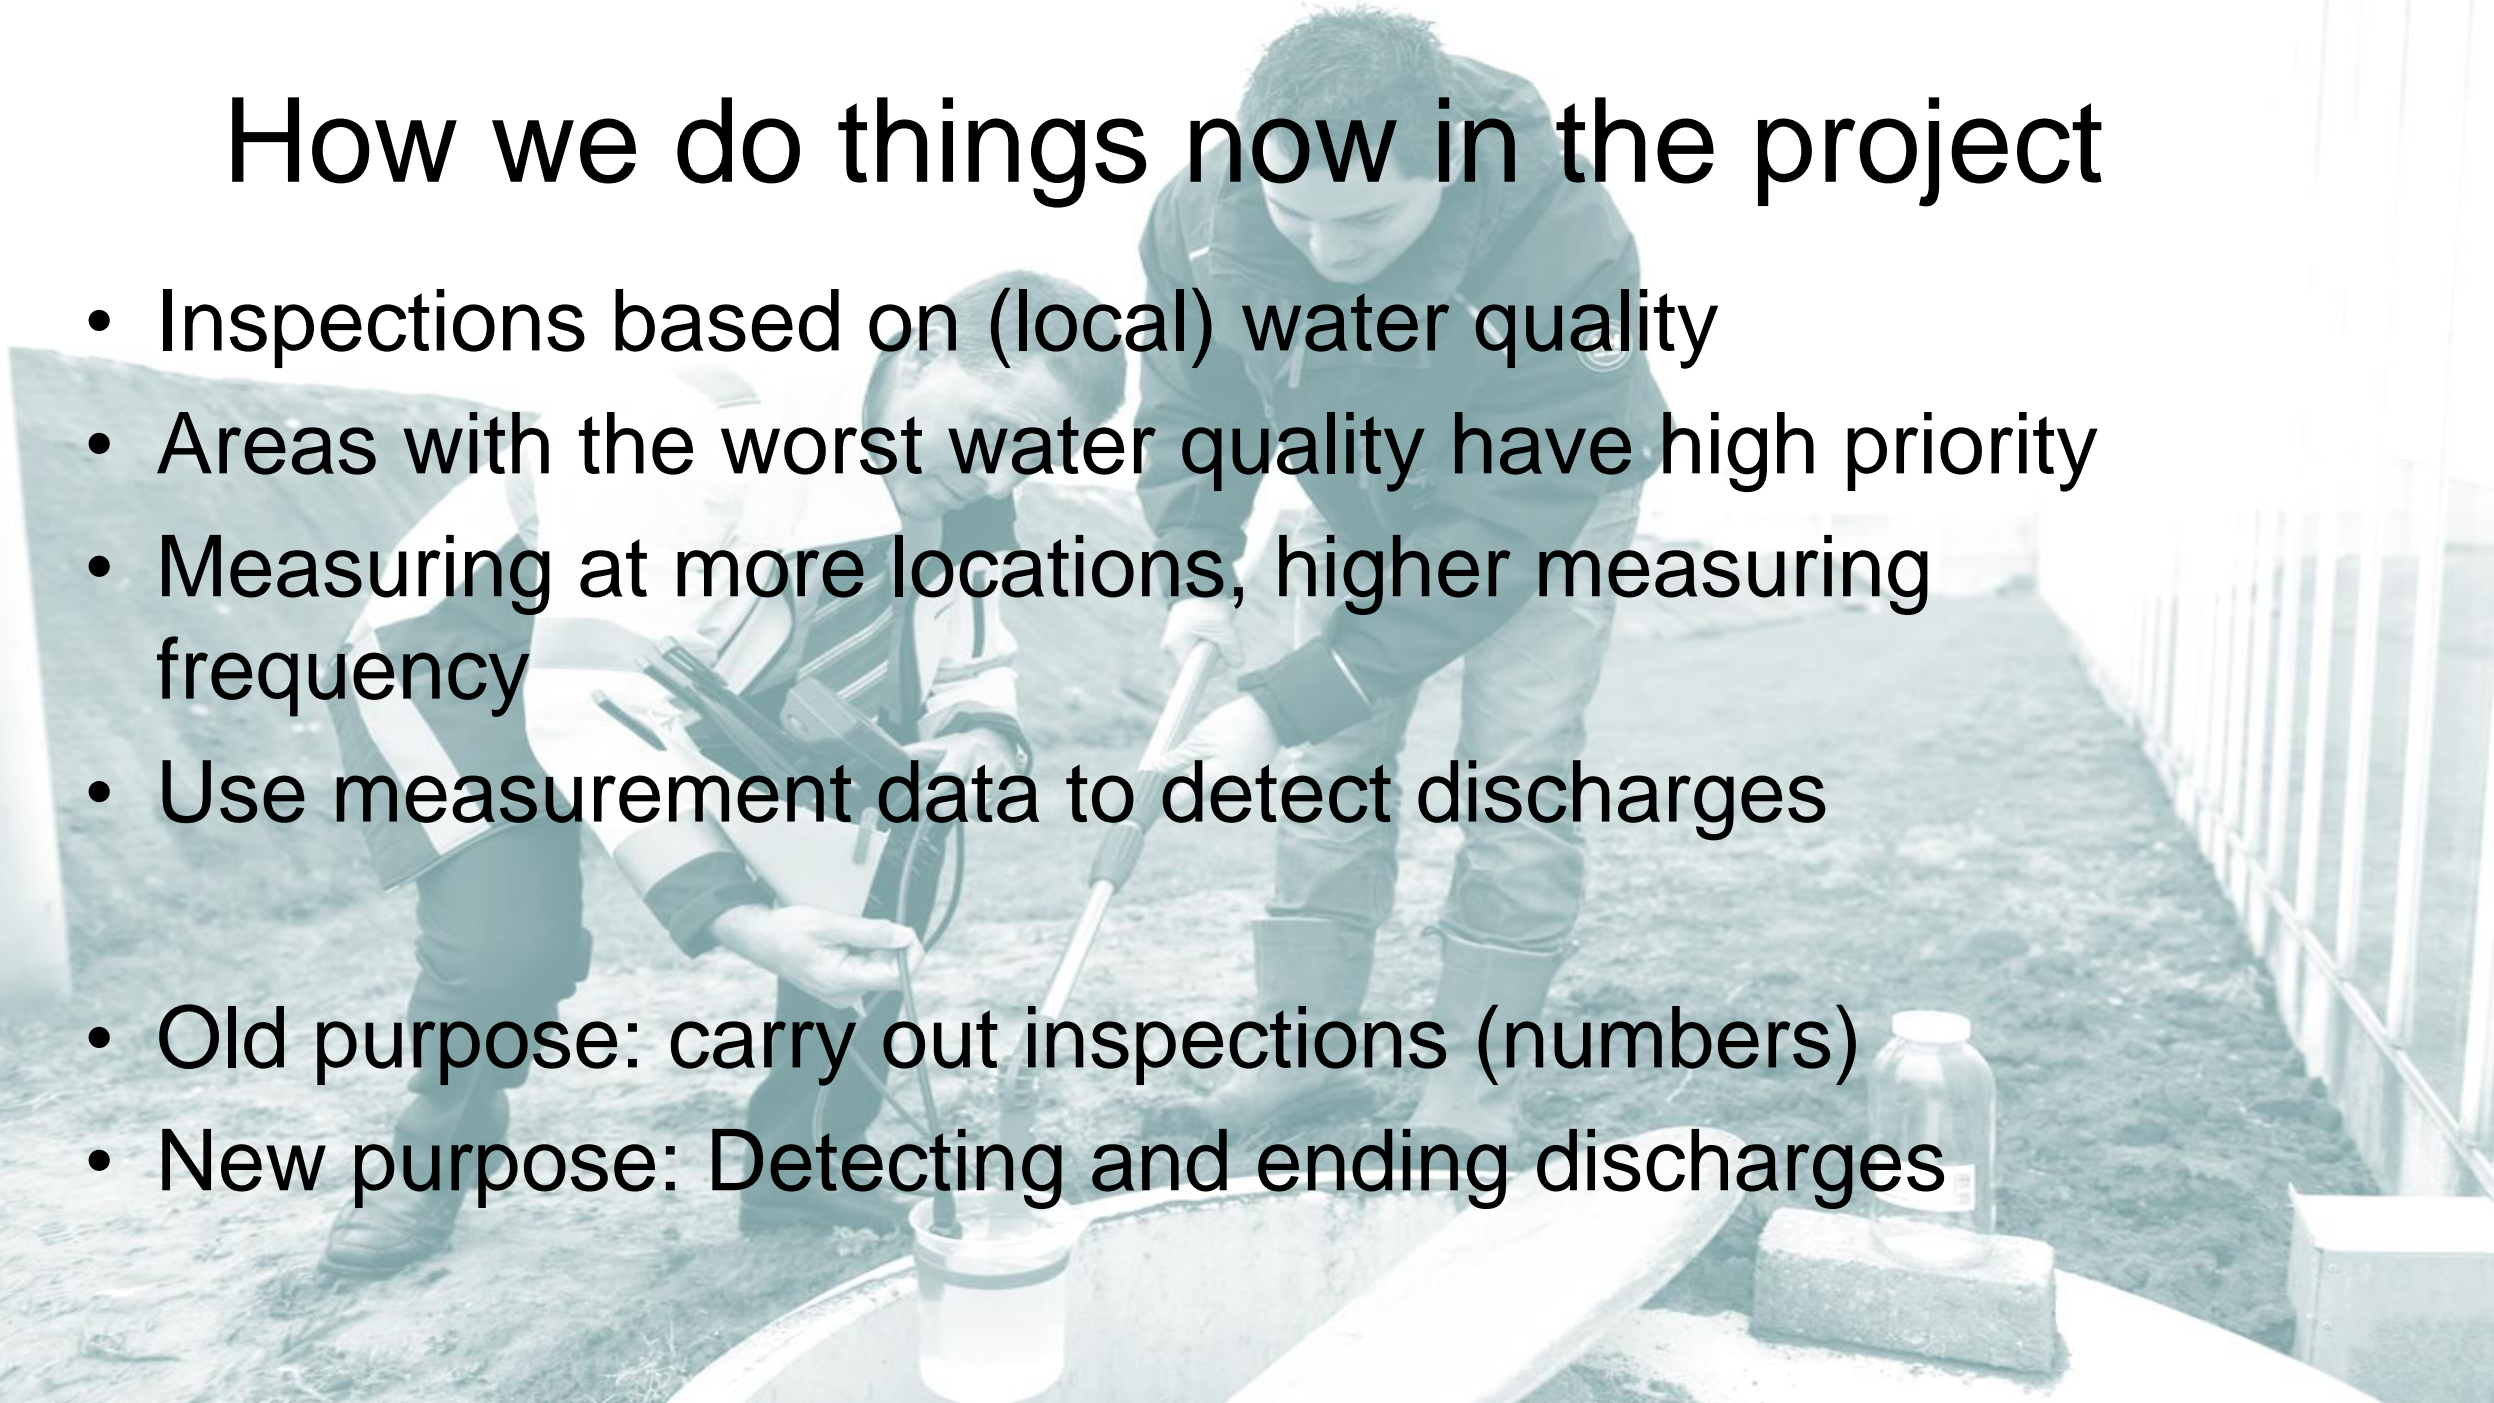 How we do things now in the project
• Inspections based on (local) water quality
• Areas with the worst water quality have high priority
• Measuring at more locations, higher measuring
frequency
• Use measurement data to detect discharges
• Old purpose: carry out inspections (numbers)
• New purpose: Detecting and ending discharges